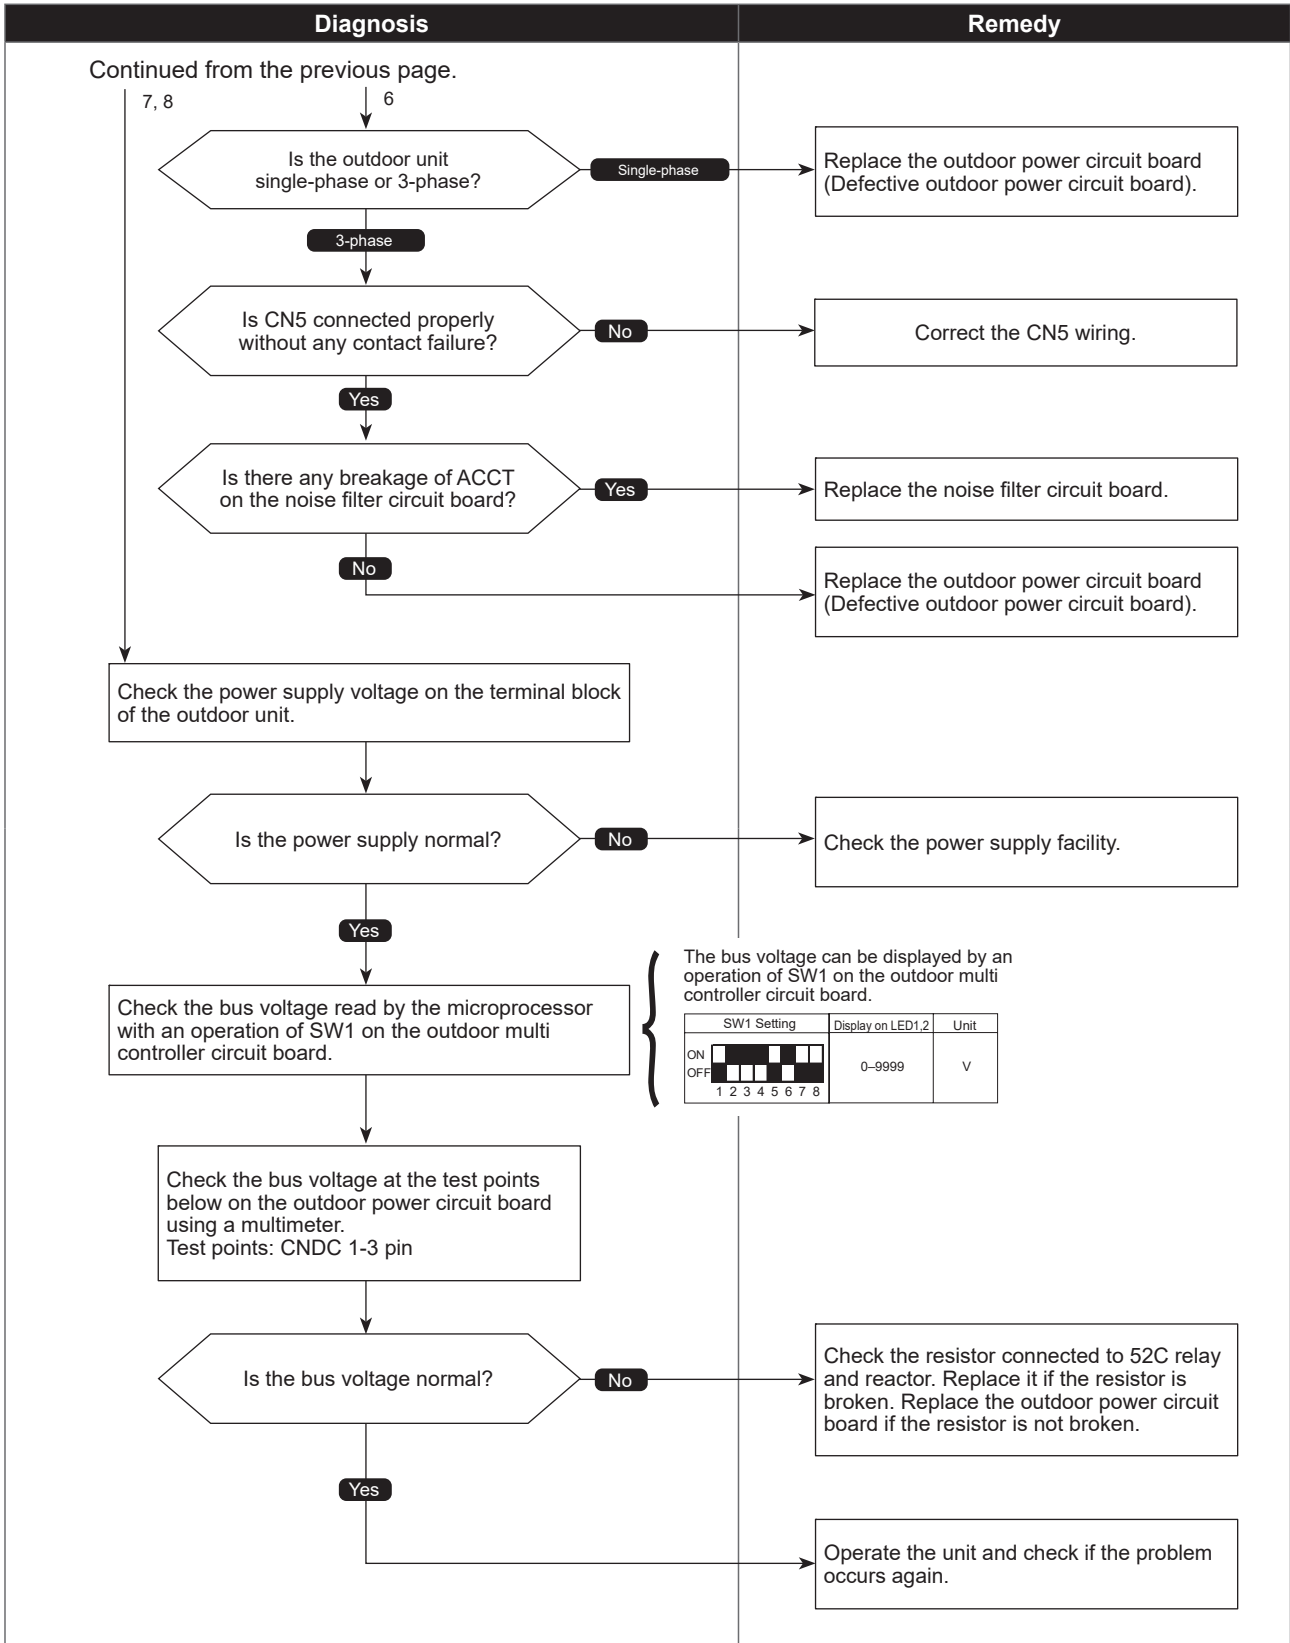 Diagnosis
Remedy
Continued from the previous page.
7, 8
6
Is the outdoor unit
single-phase or 3-phase?
Single-phase
Replace the outdoor power circuit board
(Defective outdoor power circuit board).
3-phase
Is CN5 connected properly
without any contact failure?
No
Correct the CN5 wiring.
Yes
Is there any breakage of ACCT
on the noise filter circuit board?
Yes
Replace the noise filter circuit board.
No
Replace the outdoor power circuit board
(Defective outdoor power circuit board).
Check the power supply voltage on the terminal block
of the outdoor unit.
Is the power supply normal?
No
Check the power supply facility.
Yes
Check the bus voltage read by the microprocessor
with an operation of SW1 on the outdoor multi
controller circuit board.
The bus voltage can be displayed by an
operation of SW1 on the outdoor multi
controller circuit board.
SW1 Setting
Display on LED1,2
Unit
ON
OFF
1 2 3 4 5 6 7 8
0–9999
V
Check the bus voltage at the test points
below on the outdoor power circuit board
using a multimeter.
Test points: CNDC 1-3 pin
Is the bus voltage normal?
No
Check the resistor connected to 52C relay
and reactor. Replace it if the resistor is
broken. Replace the outdoor power circuit
board if the resistor is not broken.
Yes
Operate the unit and check if the problem
occurs again.